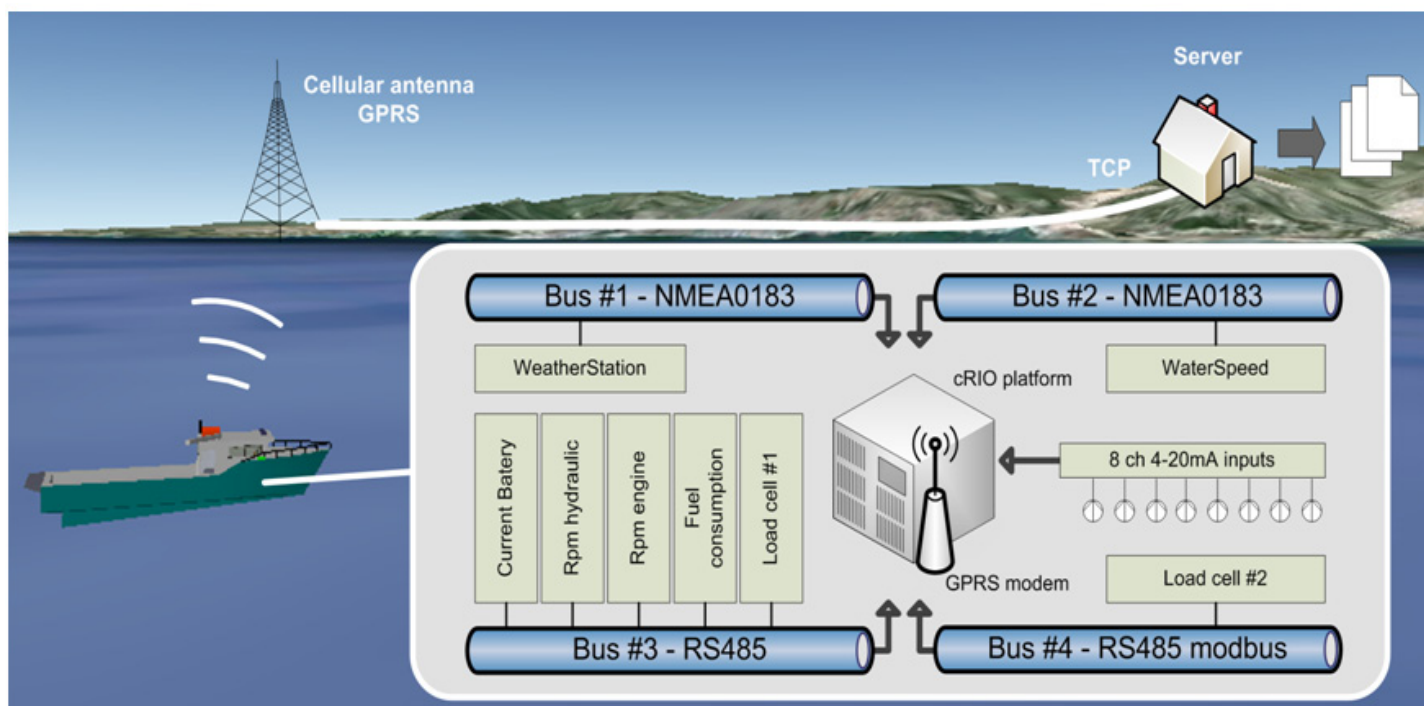 Server
Cellular antenna
GPRS
TCP
Bus #1 - NMEA0183
Bus #2 - NMEA0183
WeatherStation
WaterSpeed
cRIO platform
Current Batery
Rpm hydraulic
Rpm engine
Fuel
consumption
Load cell #1
8 ch 4-20mA inputs
GPRS modem
Load cell #2
Bus #3 - RS485
Bus #4 - RS485 modbus